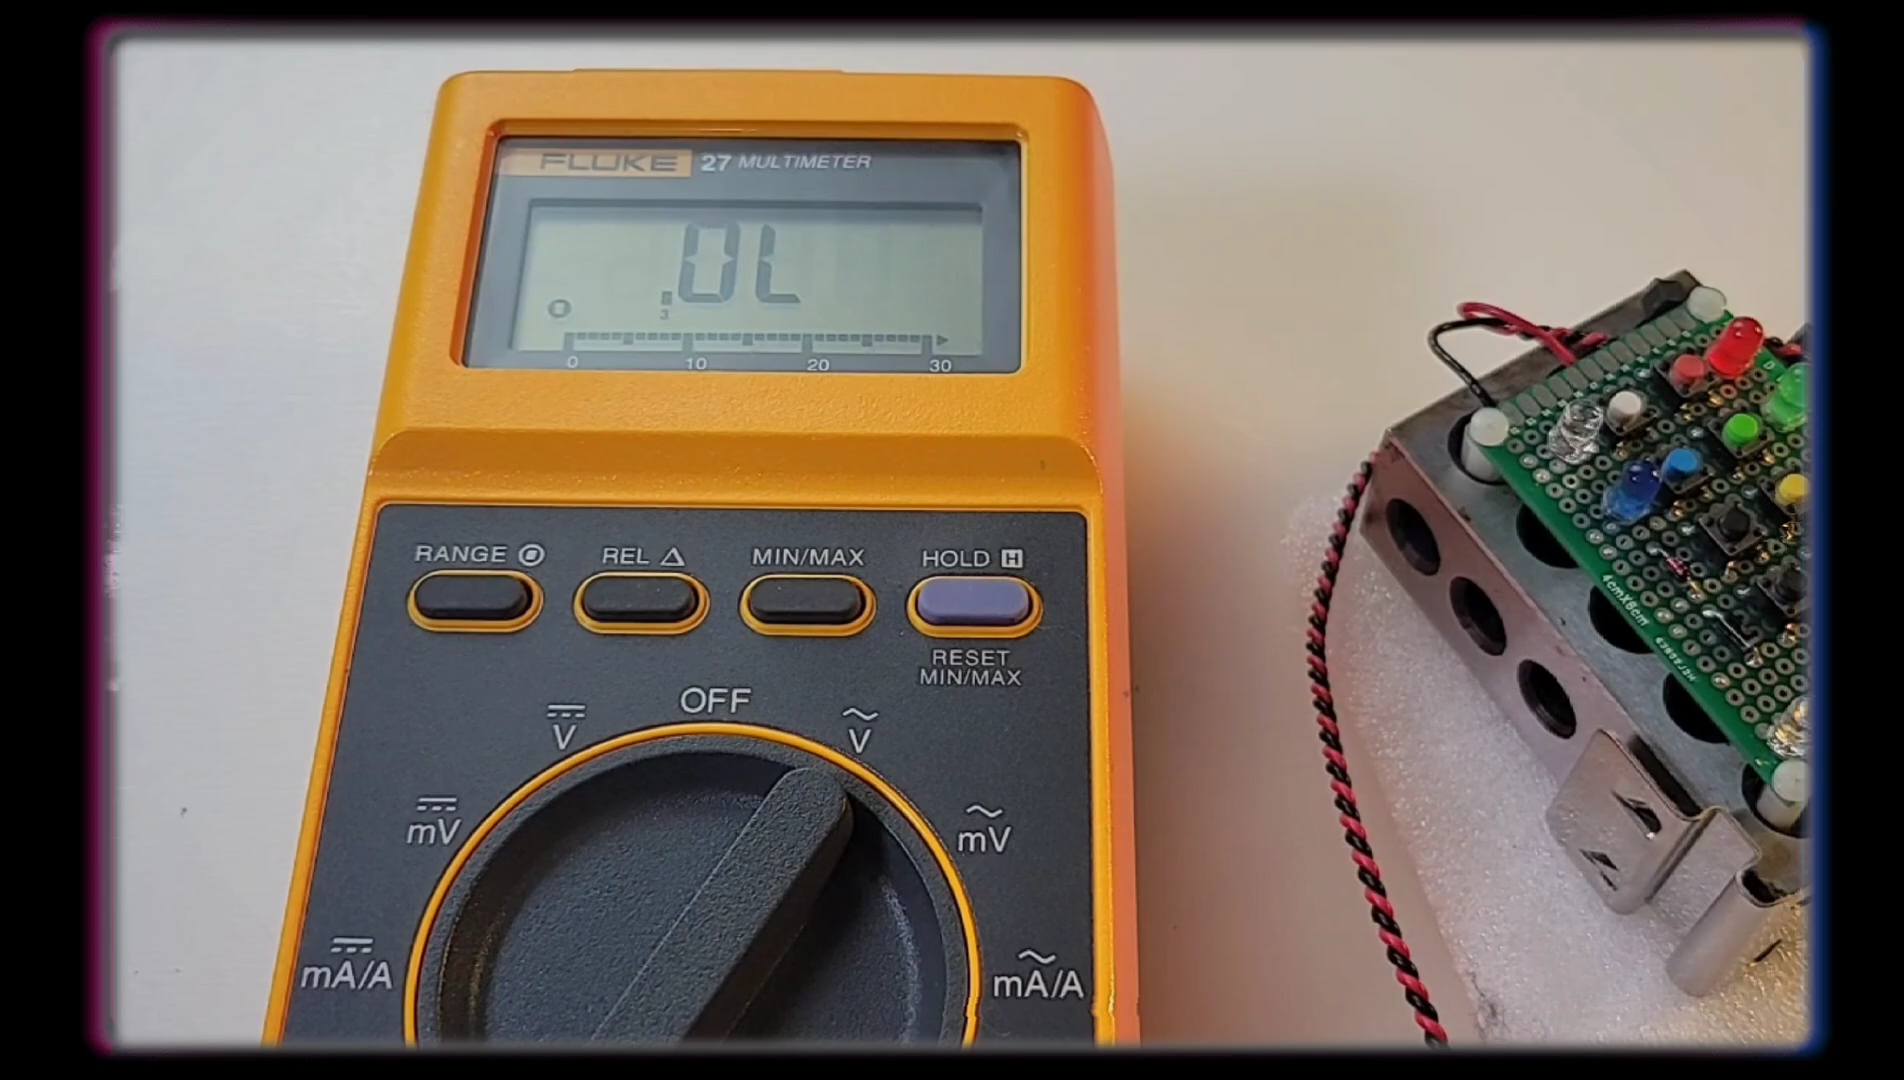 FLUKE 27 MULTIMETER
.OL
3
0 10 20 30
RANGE REL Δ MIN/MAX HOLD H
RESET
MIN/MAX
OFF
V V
mV mV
mA/A mA/A
4cmX6cm